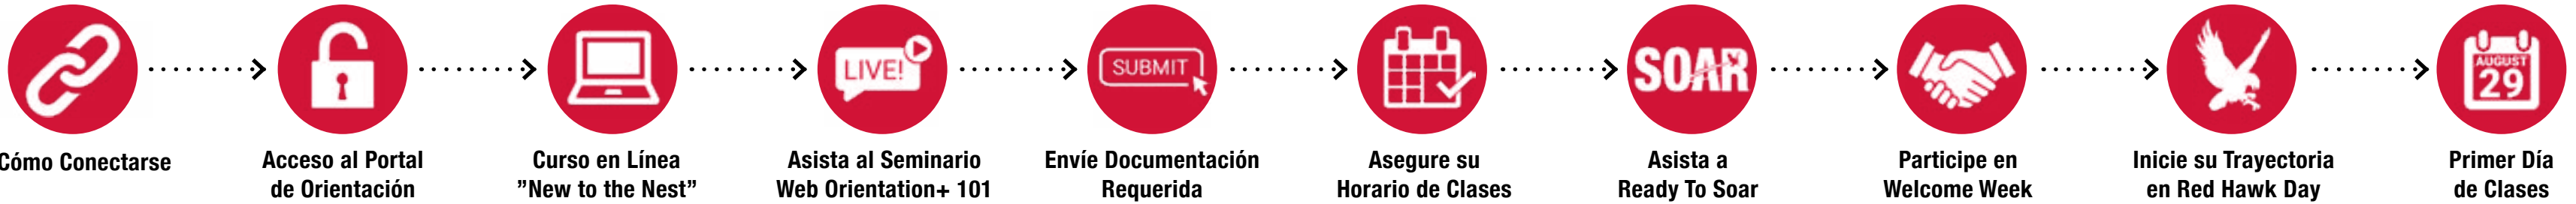 LIVE!
SUBMIT
SOAR
AUGUST
29
Cómo Conectarse
Acceso al Portal
de Orientación
Curso en Línea
”New to the Nest”
Asista al Seminario
Web Orientation+ 101
Envíe Documentación
Requerida
Asegure su
Horario de Clases
Asista a
Ready To Soar
Participe en
Welcome Week
Inicie su Trayectoria
en Red Hawk Day
Primer Día
de Clases